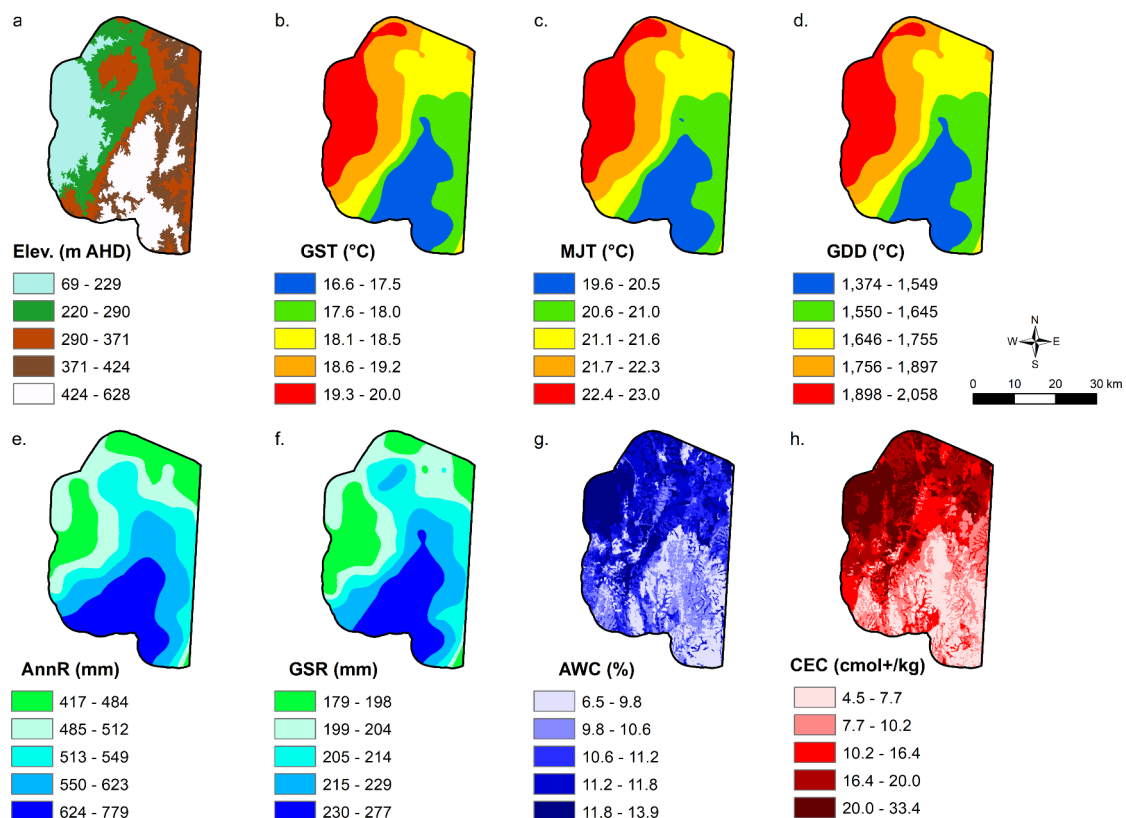 a
b.
c.
d.
Elev. (m AHD)
69 - 229
220 - 290
290 - 371
371 - 424
424 - 628
GST (°C)
16.6 - 17.5
17.6 - 18.0
18.1 - 18.5
18.6 - 19.2
19.3 - 20.0
MJT (°C)
19.6 - 20.5
20.6 - 21.0
21.1 - 21.6
21.7 - 22.3
22.4 - 23.0
GDD (°C)
1,374 - 1,549
1,550 - 1,645
1,646 - 1,755
1,756 - 1,897
1,898 - 2,058
N
W E
S
0 10 20 30 km
e.
f.
g.
h.
AnnR (mm)
417 - 484
485 - 512
513 - 549
550 - 623
624 - 779
GSR (mm)
179 - 198
199 - 204
205 - 214
215 - 229
230 - 277
AWC (%)
6.5 - 9.8
9.8 - 10.6
10.6 - 11.2
11.2 - 11.8
11.8 - 13.9
CEC (cmol+/kg)
4.5 - 7.7
7.7 - 10.2
10.2 - 16.4
16.4 - 20.0
20.0 - 33.4